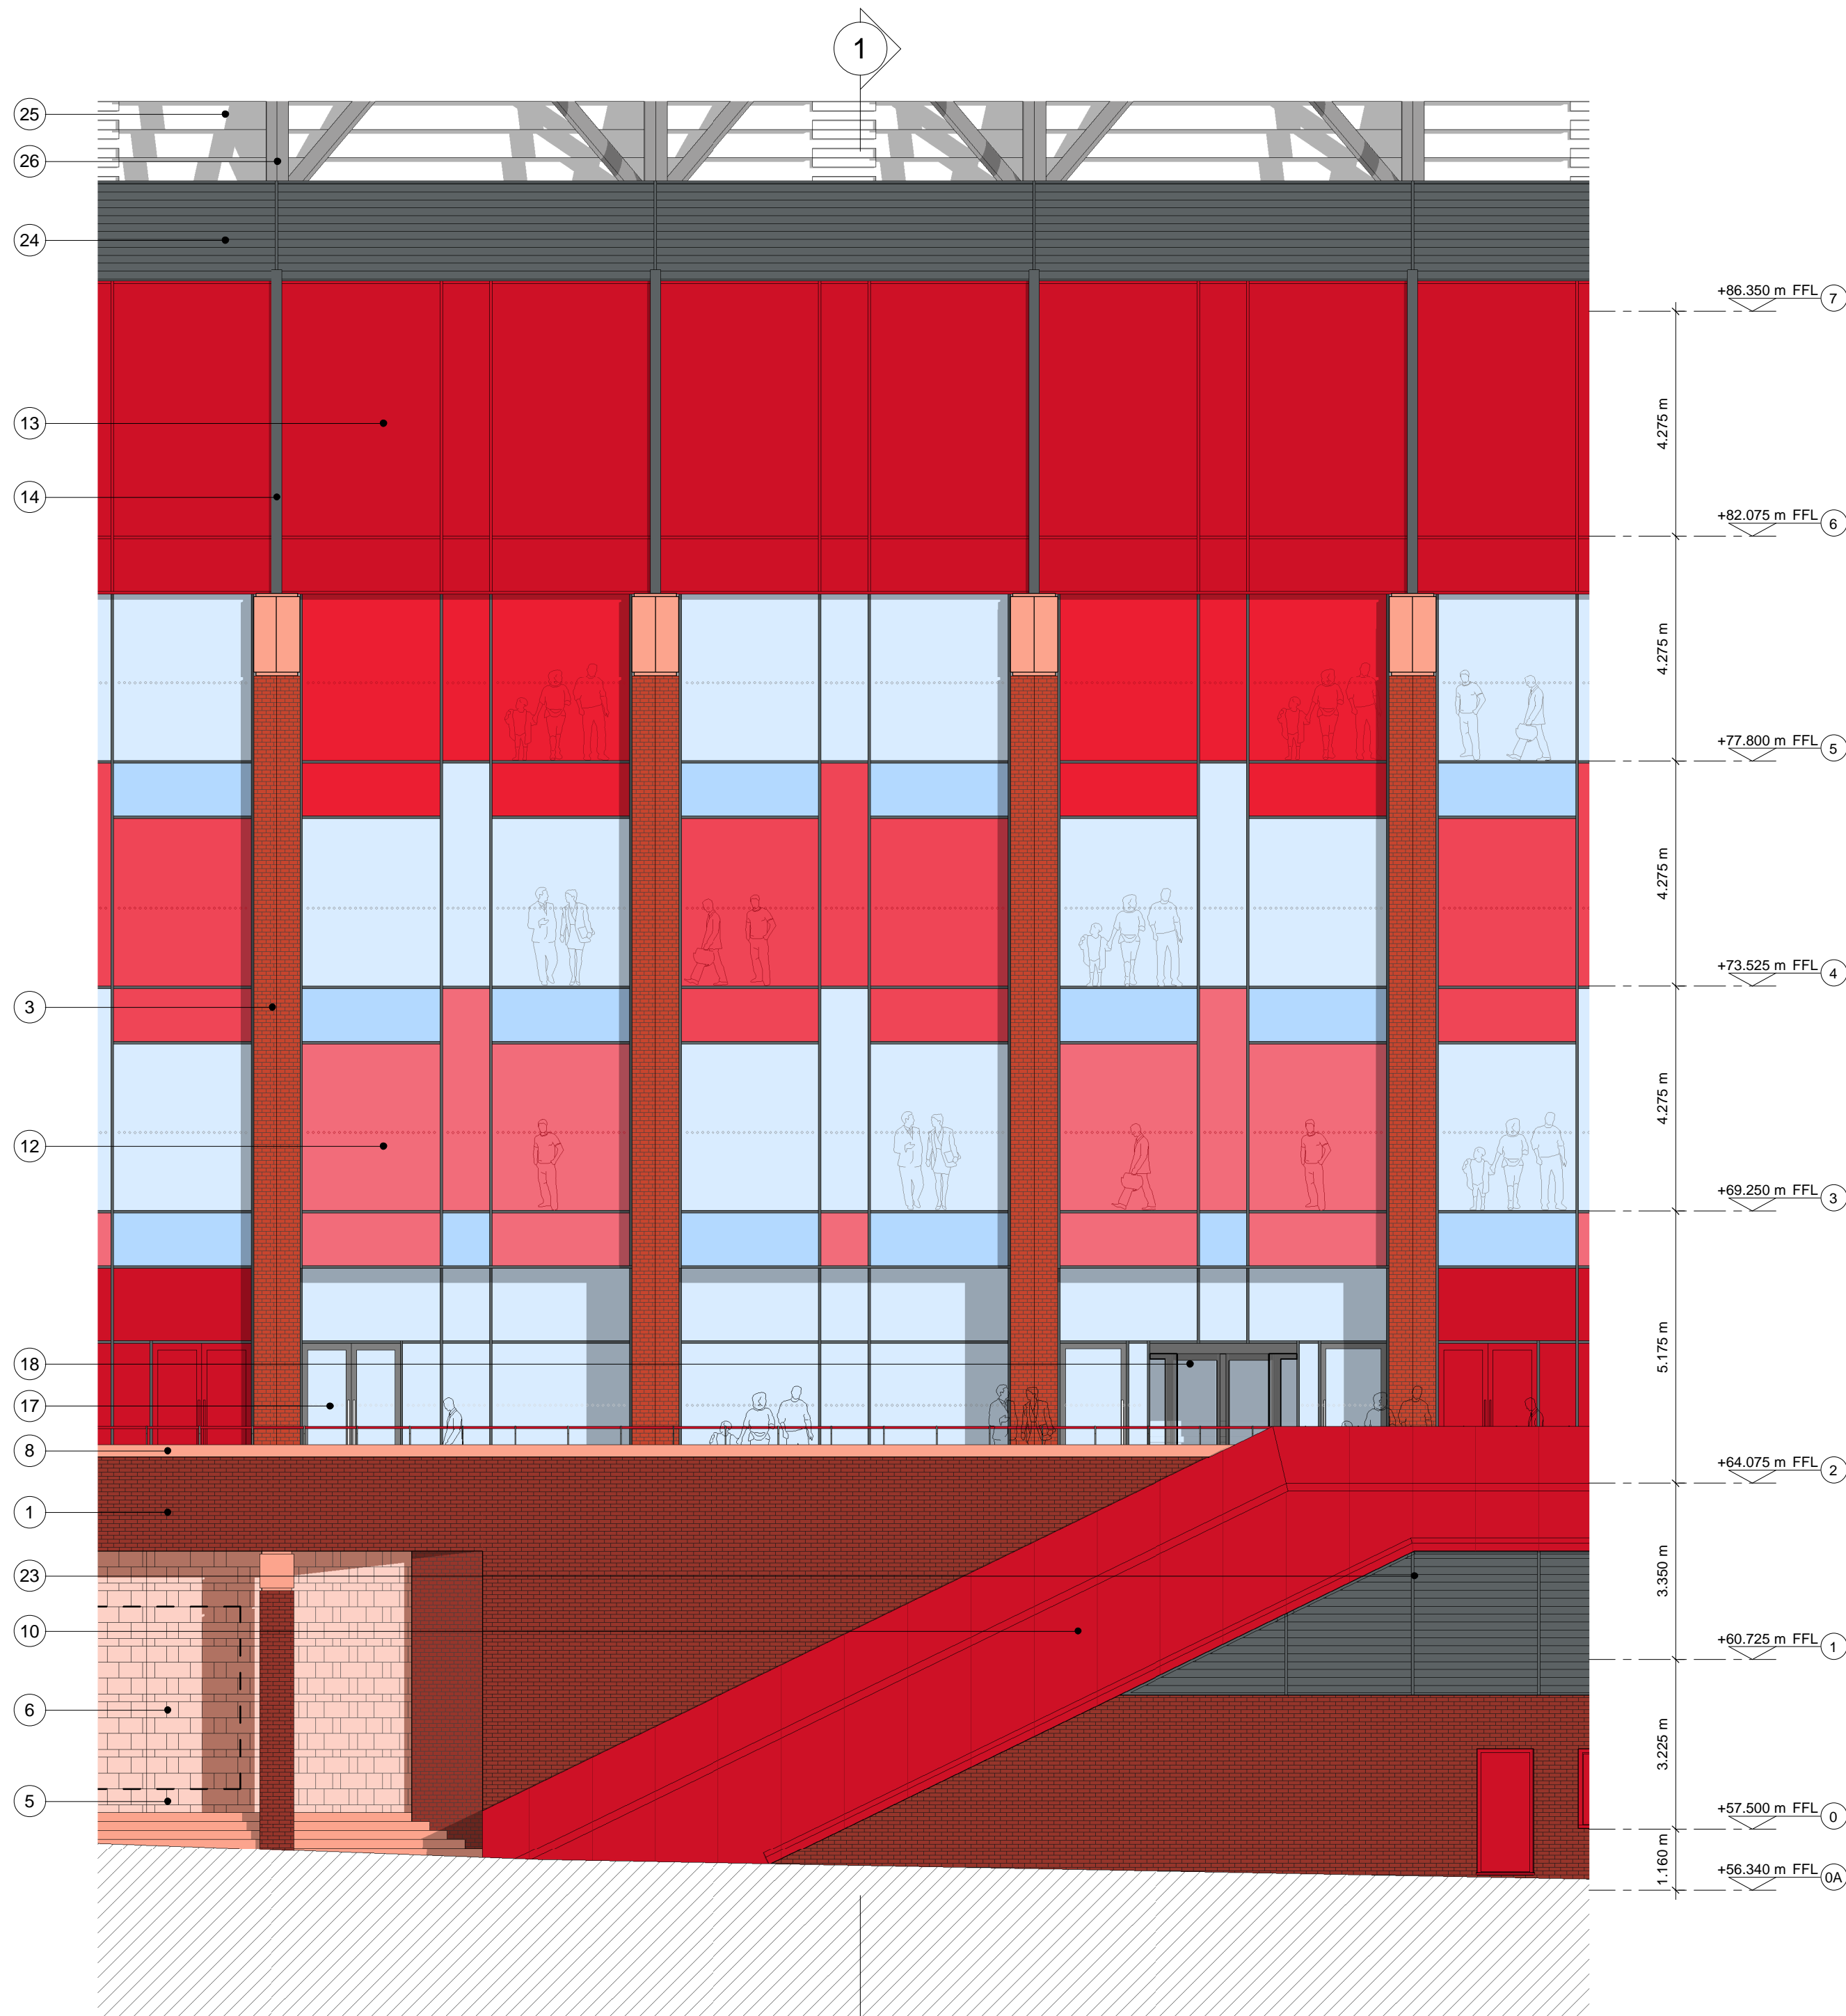 1
25
26
24
+86.350 m FFL 7
4.275 m
13
14
+82.075 m FFL 6
4.275 m
+77.800 m FFL 5
4.275 m
+73.525 m FFL 4
3
4.275 m
12
+69.250 m FFL 3
5.175 m
18
17
8
+64.075 m FFL 2
1
3.350 m
23
10
+60.725 m FFL 1
6
3.225 m
5
+57.500 m FFL 0
1.160 m
+56.340 m FFL 0A